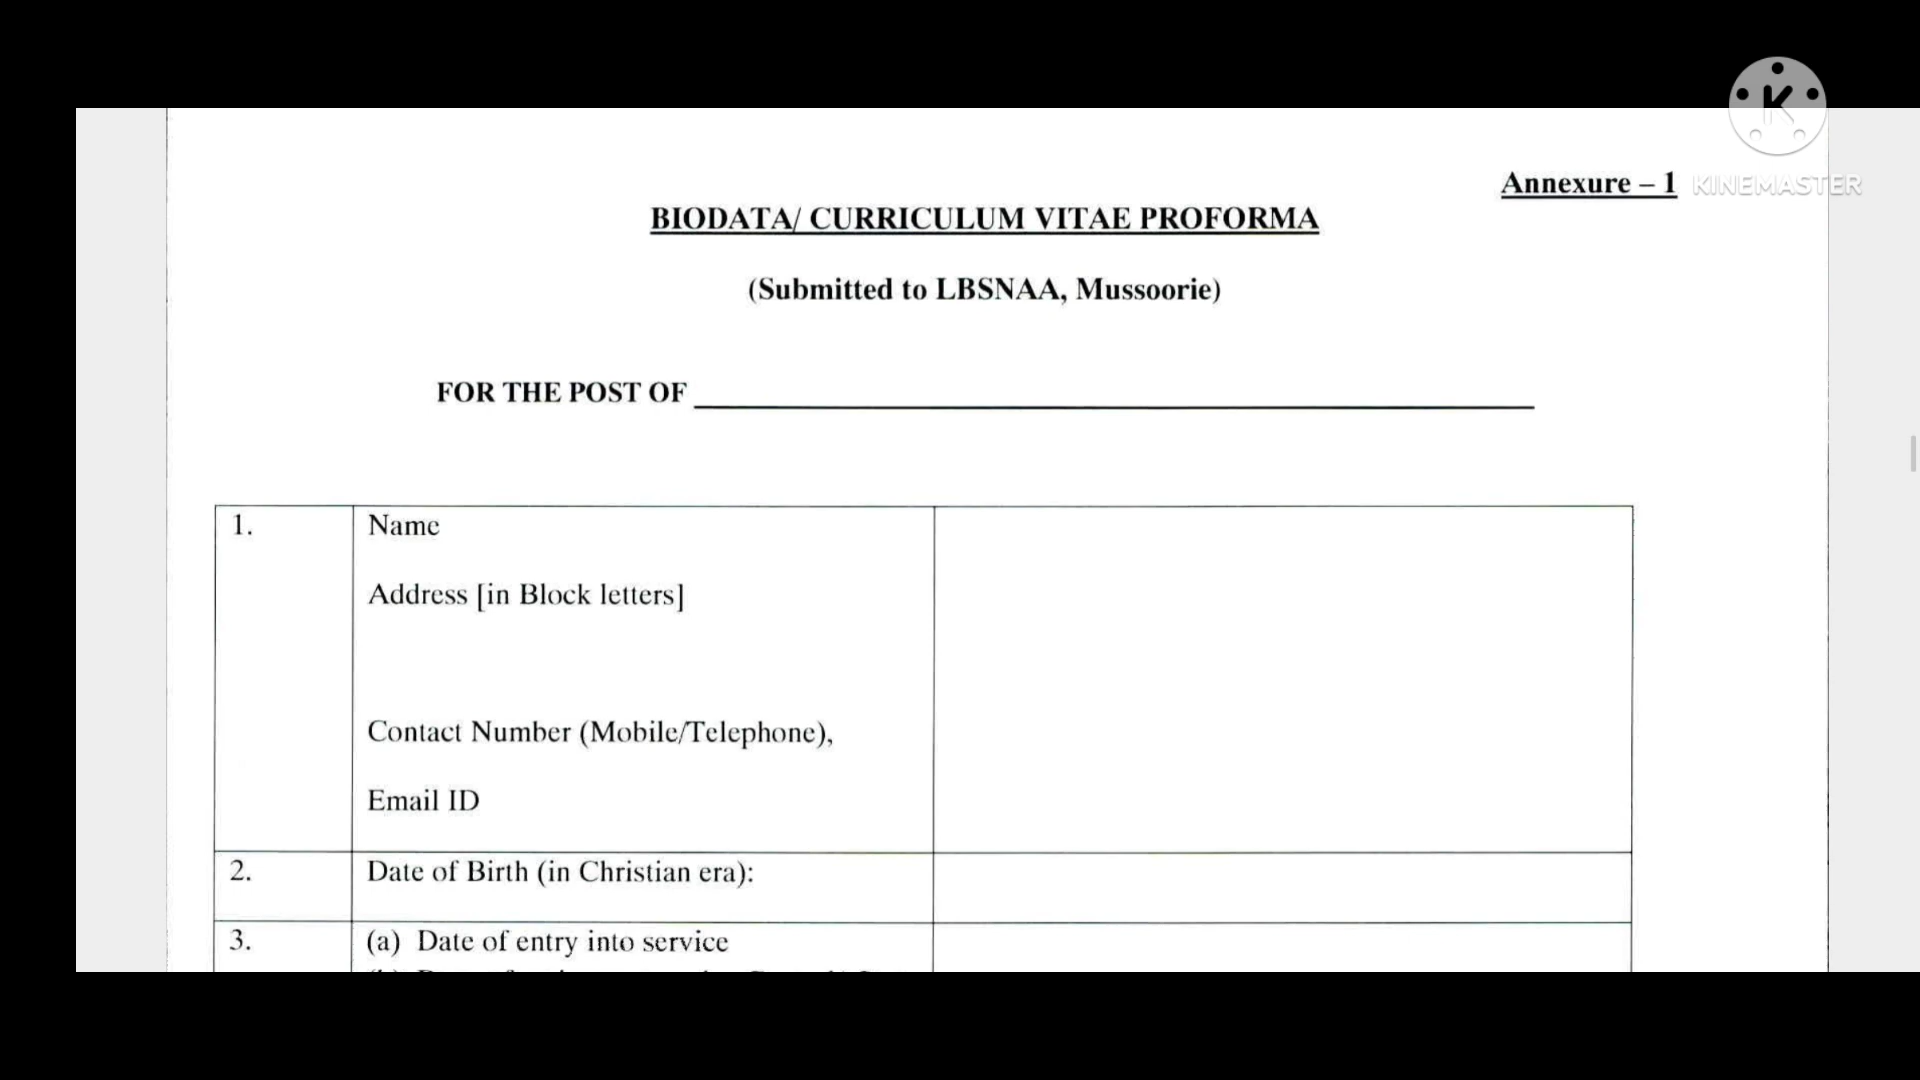 Annexure – 1
KINEMASTER
BIODATA/ CURRICULUM VITAE PROFORMA
(Submitted to LBSNAA, Mussoorie)
FOR THE POST OF
1.
Name
Address [in Block letters]
Contact Number (Mobile/Telephone),
Email ID
2.
Date of Birth (in Christian era):
3.
(a) Date of entry into service